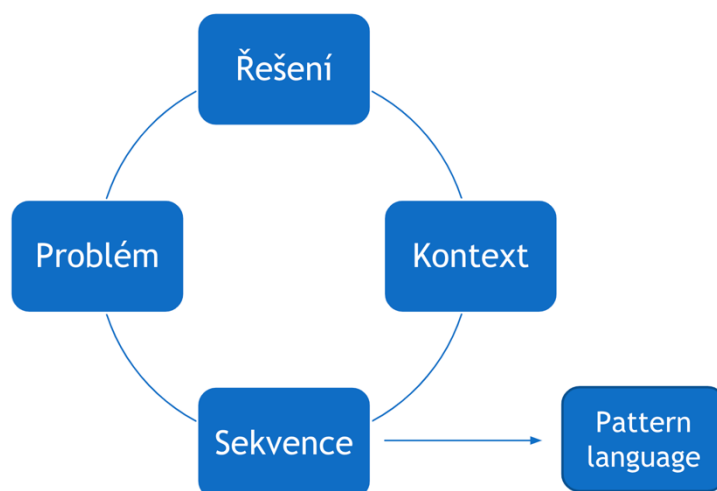 Řešení
Problém
Kontext
Sekvence
Pattern
language